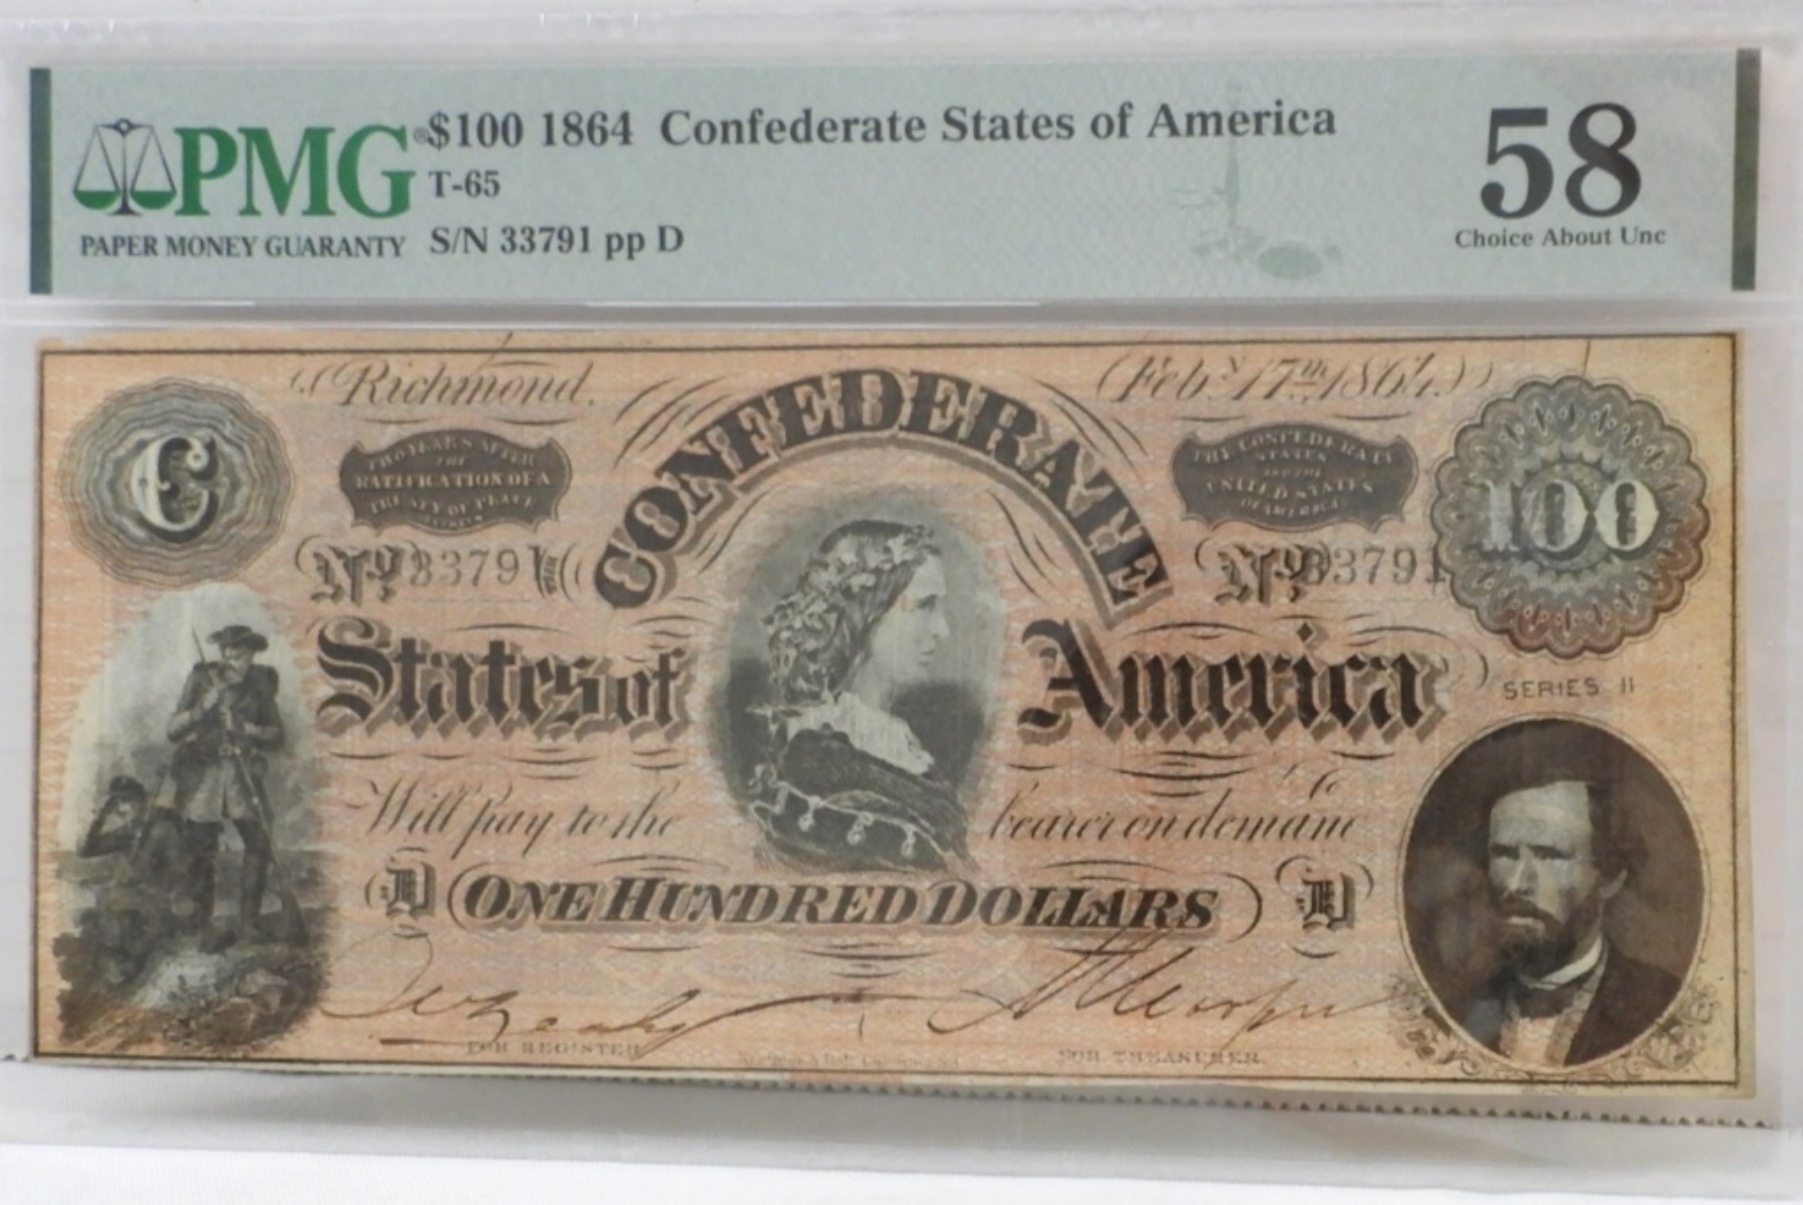 PMG® $100 1864 Confederate States of America
T-65
PAPER MONEY GUARANTY S/N 33791 pp D
58
Choice About Unc
Richmond. Feby 17th 1864.
C
TWO YEARS AFTER
THE
RATIFICATION OF A
TREATY OF PEACE
BETWEEN
CONFEDERATE
THE CONFEDERATE
STATES
AND THE
UNITED STATES
OF AMERICA
100
No 33791
No 33791
States of America
SERIES 11
Will pay to the bearer on demand
D ONE HUNDRED DOLLARS D
FOR REGISTER
FOR TREASURER.